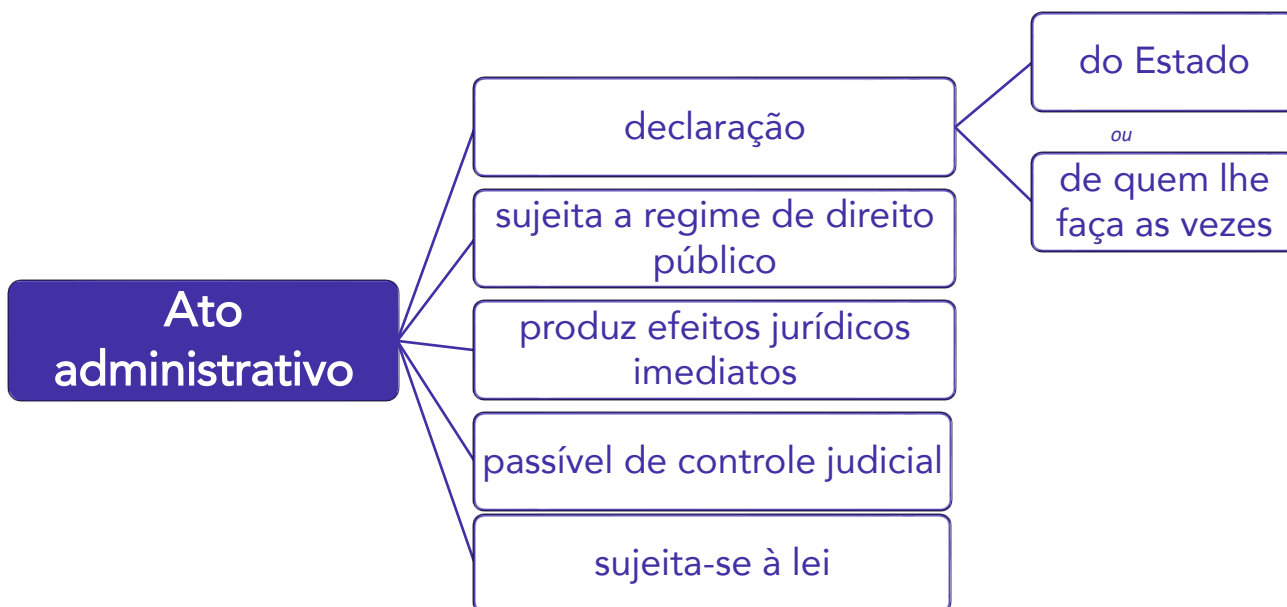 Ato
administrativo
declaração
do Estado
ou
de quem lhe
faça as vezes
sujeita a regime de direito
público
produz efeitos jurídicos
imediatos
passível de controle judicial
sujeita-se à lei